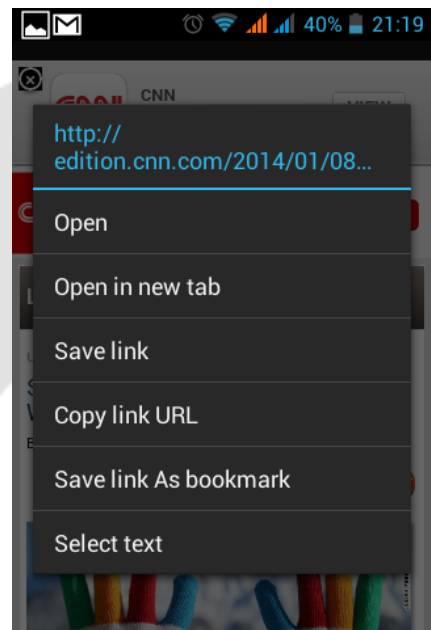 40% 21:19
CNN
VIEW
http://
edition.cnn.com/2014/01/08...
Open
Open in new tab
Save link
Copy link URL
Save link As bookmark
Select text